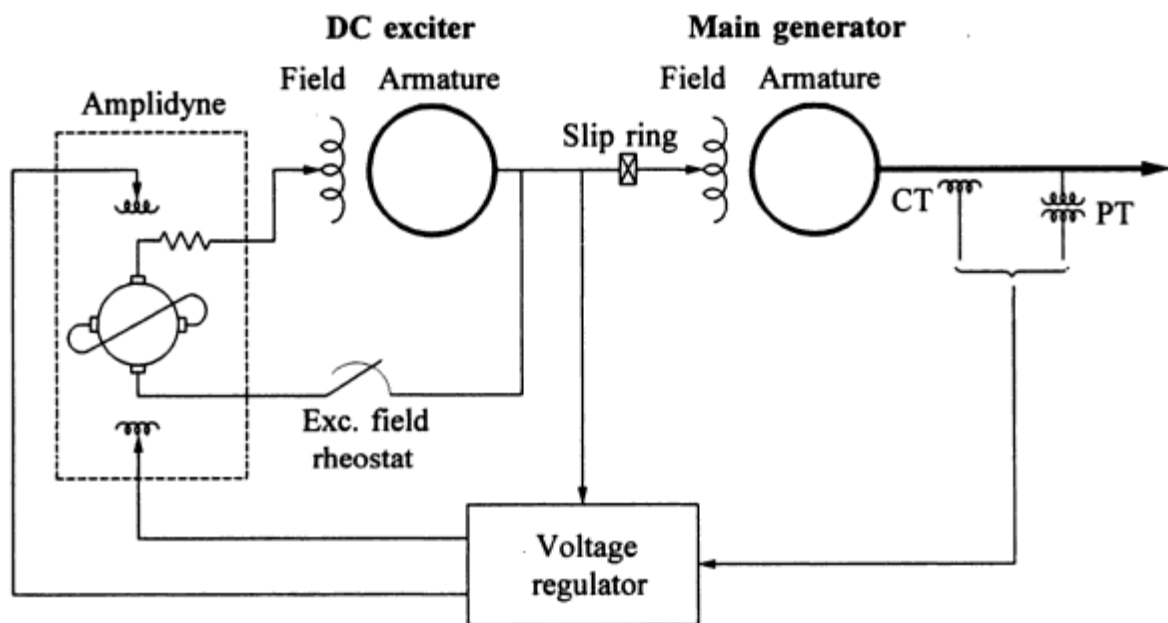 DC exciter
Main generator
Field
Armature
Field
Armature
Amplidyne
Slip ring
CT
PT
Exc. field
rheostat
Voltage
regulator